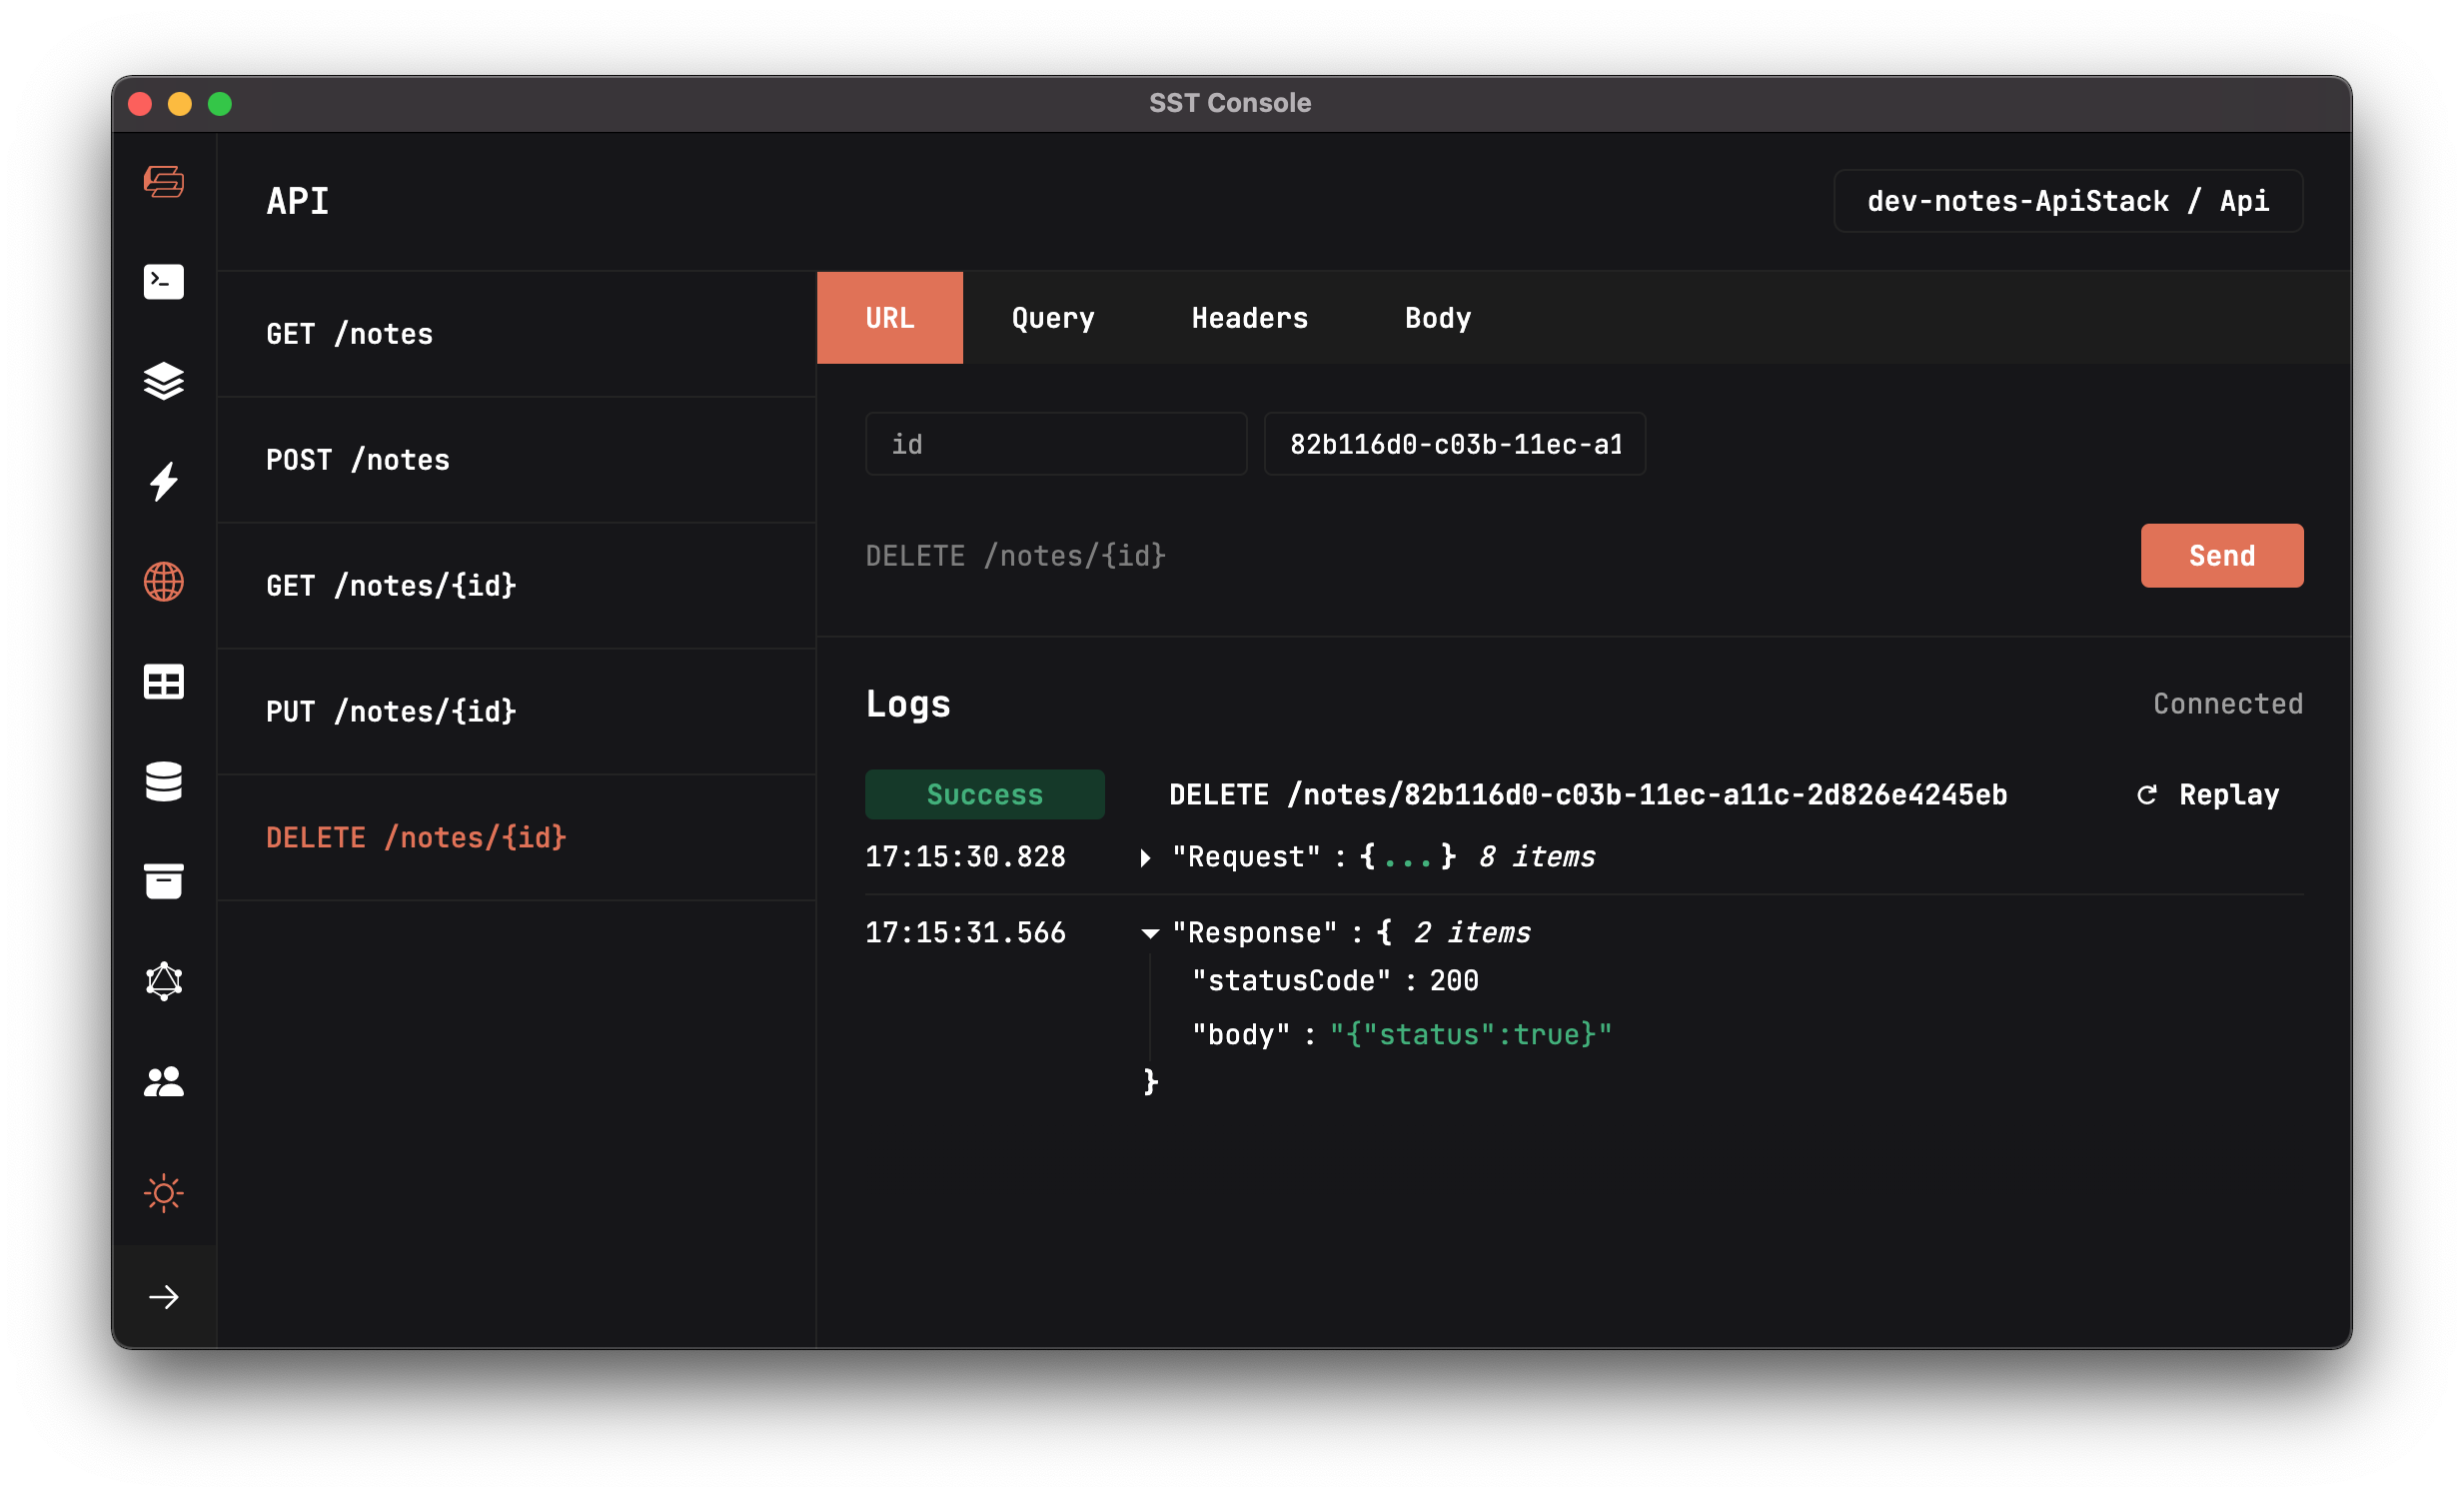 SST Console
API
dev-notes-ApiStack / Api
GET /notes
POST /notes
GET /notes/{id}
PUT /notes/{id}
DELETE /notes/{id}
URL Query Headers Body
id 82b116d0-c03b-11ec-a1
DELETE /notes/{id} Send
Logs Connected
Success DELETE /notes/82b116d0-c03b-11ec-a11c-2d826e4245eb Replay
17:15:30.828 "Request" : {...} 8 items
17:15:31.566 "Response" : { 2 items
"statusCode" : 200
"body" : "{"status":true}"
}